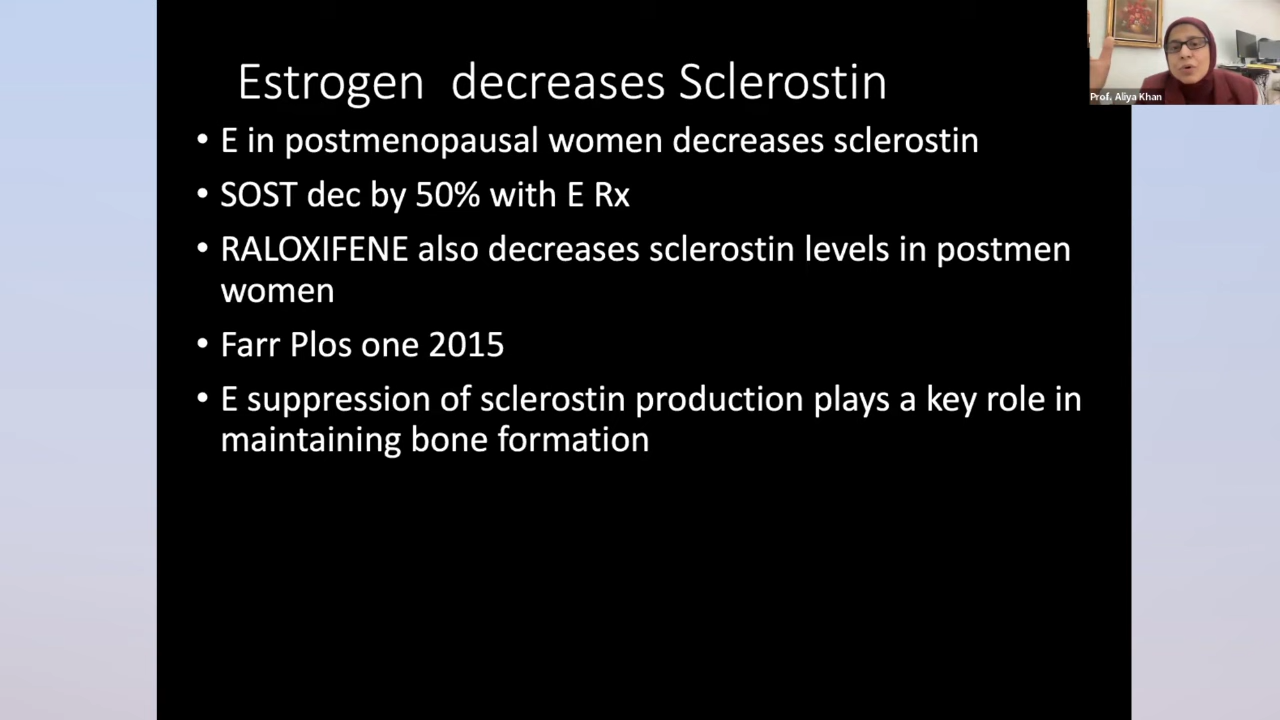 Estrogen  decreases Sclerostin
• E in postmenopausal women decreases sclerostin
• SOST dec by 50% with E Rx
• RALOXIFENE also decreases sclerostin levels in postmen
women
• Farr Plos one 2015
• E suppression of sclerostin production plays a key role in
maintaining bone formation
Prof. Aliya Khan